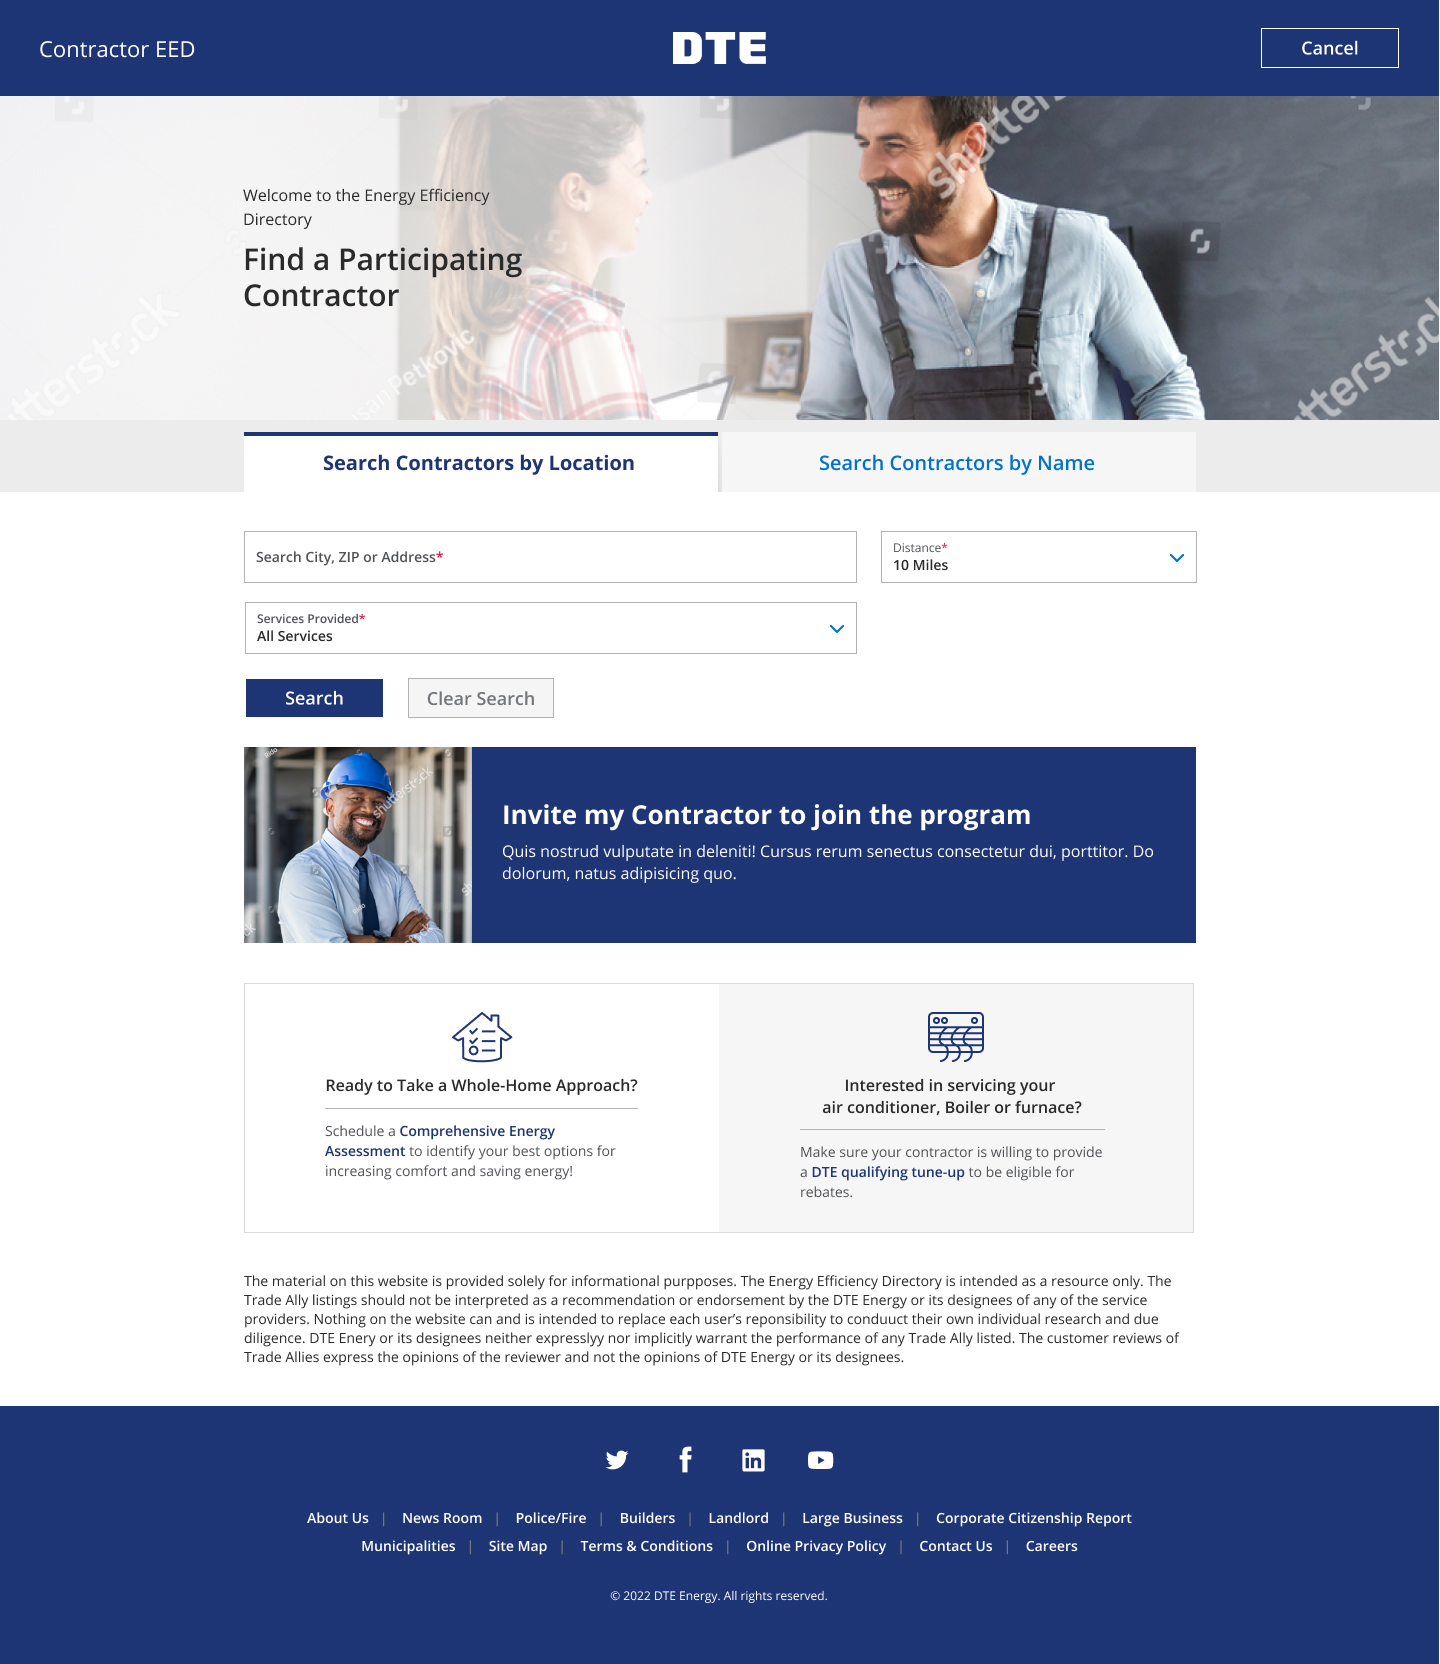 Contractor EED
DTE
Cancel
shutterstock
Welcome to the Energy Efficiency
Directory
Find a Participating
Contractor
shutterstock
Petkovic
shutterstock
Search Contractors by Location
Search Contractors by Name
Search City, ZIP or Address*
Distance*
10 Miles
Services Provided*
All Services
Search
Clear Search
Rido
shutterstock
Rido
Invite my Contractor to join the program
Quis nostrud vulputate in deleniti! Cursus rerum senectus consectetur dui, porttitor. Do
dolorum, natus adipisicing quo.
Ready to Take a Whole-Home Approach?
Schedule a Comprehensive Energy
Assessment to identify your best options for
increasing comfort and saving energy!
Interested in servicing your
air conditioner, Boiler or furnace?
Make sure your contractor is willing to provide
a DTE qualifying tune-up to be eligible for
rebates.
The material on this website is provided solely for informational purpposes. The Energy Efficiency Directory is intended as a resource only. The
Trade Ally listings should not be interpreted as a recommendation or endorsement by the DTE Energy or its designees of any of the service
providers. Nothing on the website can and is intended to replace each user’s reponsibility to conduuct their own individual research and due
diligence. DTE Enery or its designees neither expresslyy nor implicitly warrant the performance of any Trade Ally listed. The customer reviews of
Trade Allies express the opinions of the reviewer and not the opinions of DTE Energy or its designees.
About Us | News Room | Police/Fire | Builders | Landlord | Large Business | Corporate Citizenship Report
Municipalities | Site Map | Terms & Conditions | Online Privacy Policy | Contact Us | Careers
© 2022 DTE Energy. All rights reserved.